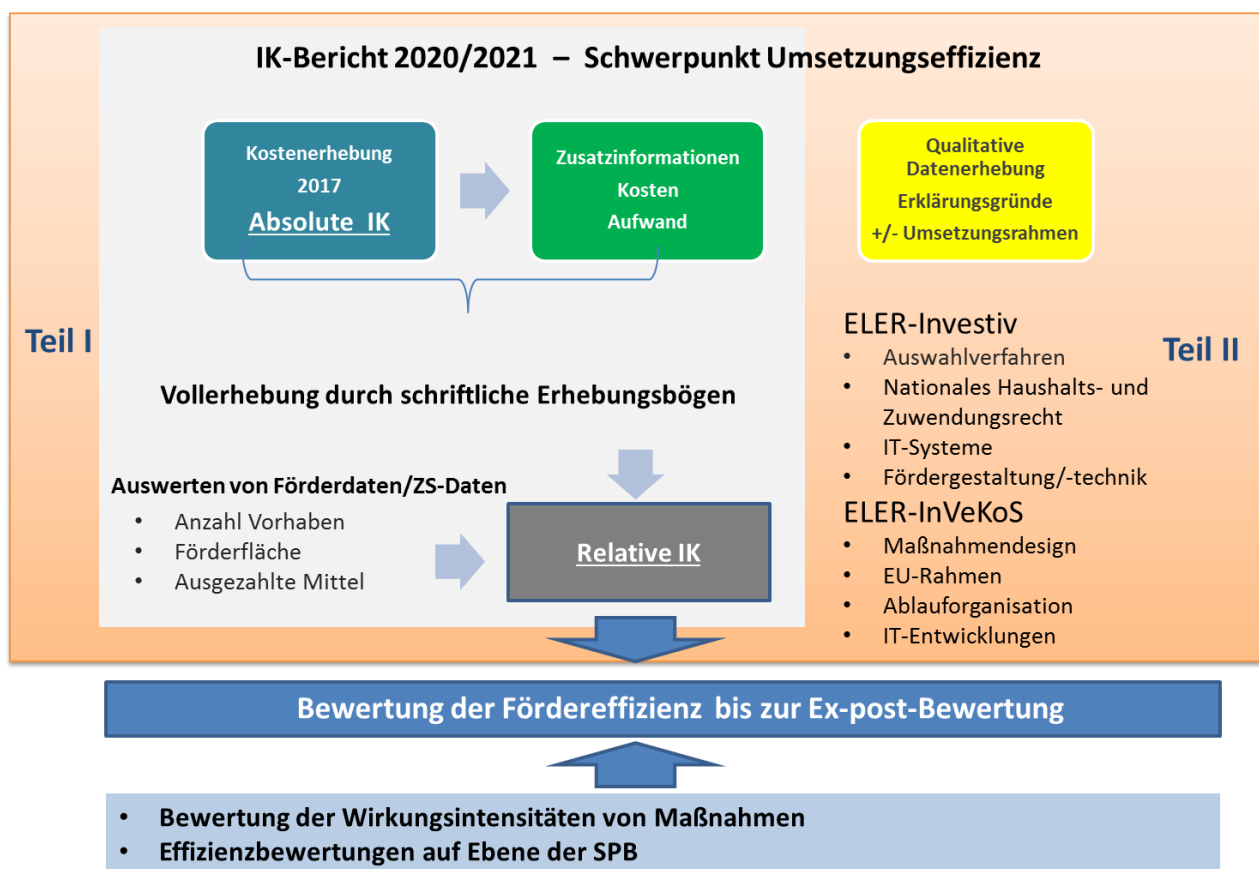 IK-Bericht 2020/2021 – Schwerpunkt Umsetzungseffizienz
Teil I
Kostenerhebung
2017
Absolute IK
Zusatzinformationen
Kosten
Aufwand
Vollerhebung durch schriftliche Erhebungsbögen
Auswerten von Förderdaten/ZS-Daten
• Anzahl Vorhaben
• Förderfläche
• Ausgezahlte Mittel
Relative IK
Qualitative
Datenerhebung
Erklärungsgründe
+/- Umsetzungsrahmen
Teil II
ELER-Investiv
• Auswahlverfahren
• Nationales Haushalts- und
Zuwendungsrecht
• IT-Systeme
• Fördergestaltung/-technik
ELER-InVeKoS
• Maßnahmendesign
• EU-Rahmen
• Ablauforganisation
• IT-Entwicklungen
Bewertung der Fördereffizienz bis zur Ex-post-Bewertung
• Bewertung der Wirkungsintensitäten von Maßnahmen
• Effizienzbewertungen auf Ebene der SPB